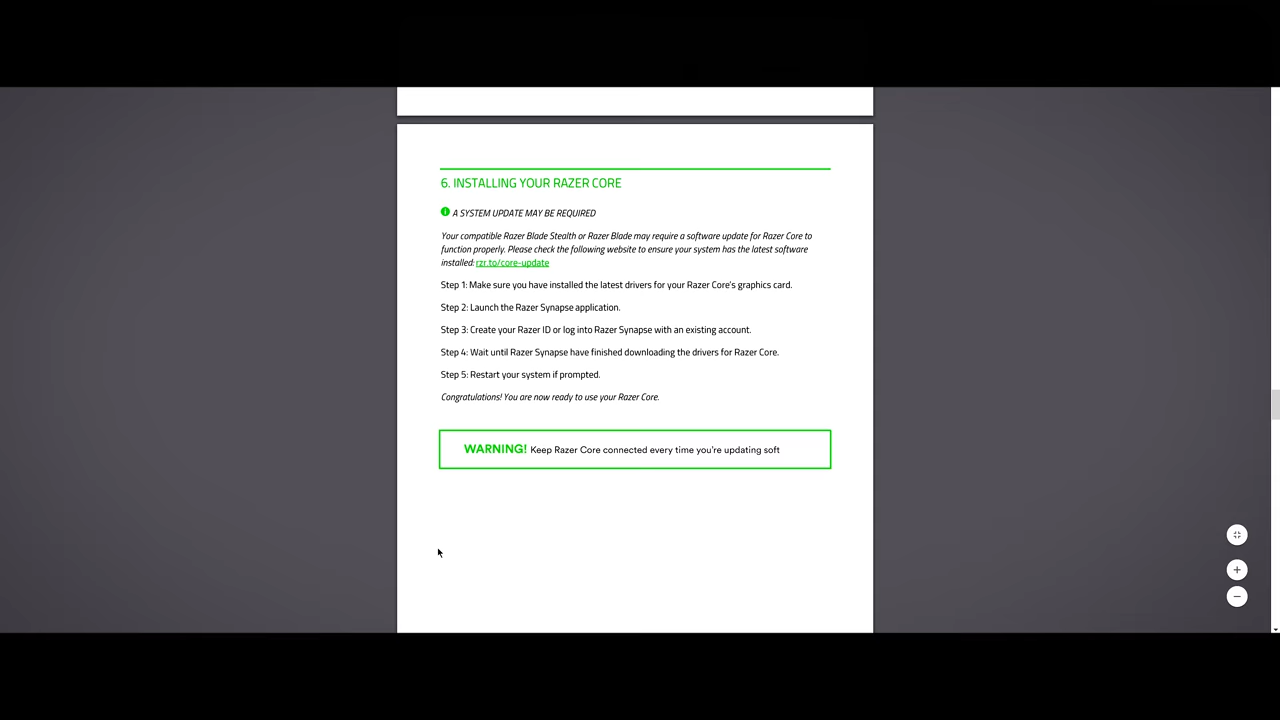 6. INSTALLING YOUR RAZER CORE
A SYSTEM UPDATE MAY BE REQUIRED
Your compatible Razer Blade Stealth or Razer Blade may require a software update for Razer Core to
function properly. Please check the following website to ensure your system has the latest software
installed: rzr.to/core-update
Step 1: Make sure you have installed the latest drivers for your Razer Core's graphics card.
Step 2: Launch the Razer Synapse application.
Step 3: Create your Razer ID or log into Razer Synapse with an existing account.
Step 4: Wait until Razer Synapse have finished downloading the drivers for Razer Core.
Step 5: Restart your system if prompted.
Congratulations! You are now ready to use your Razer Core.
WARNING! Keep Razer Core connected every time you're updating soft